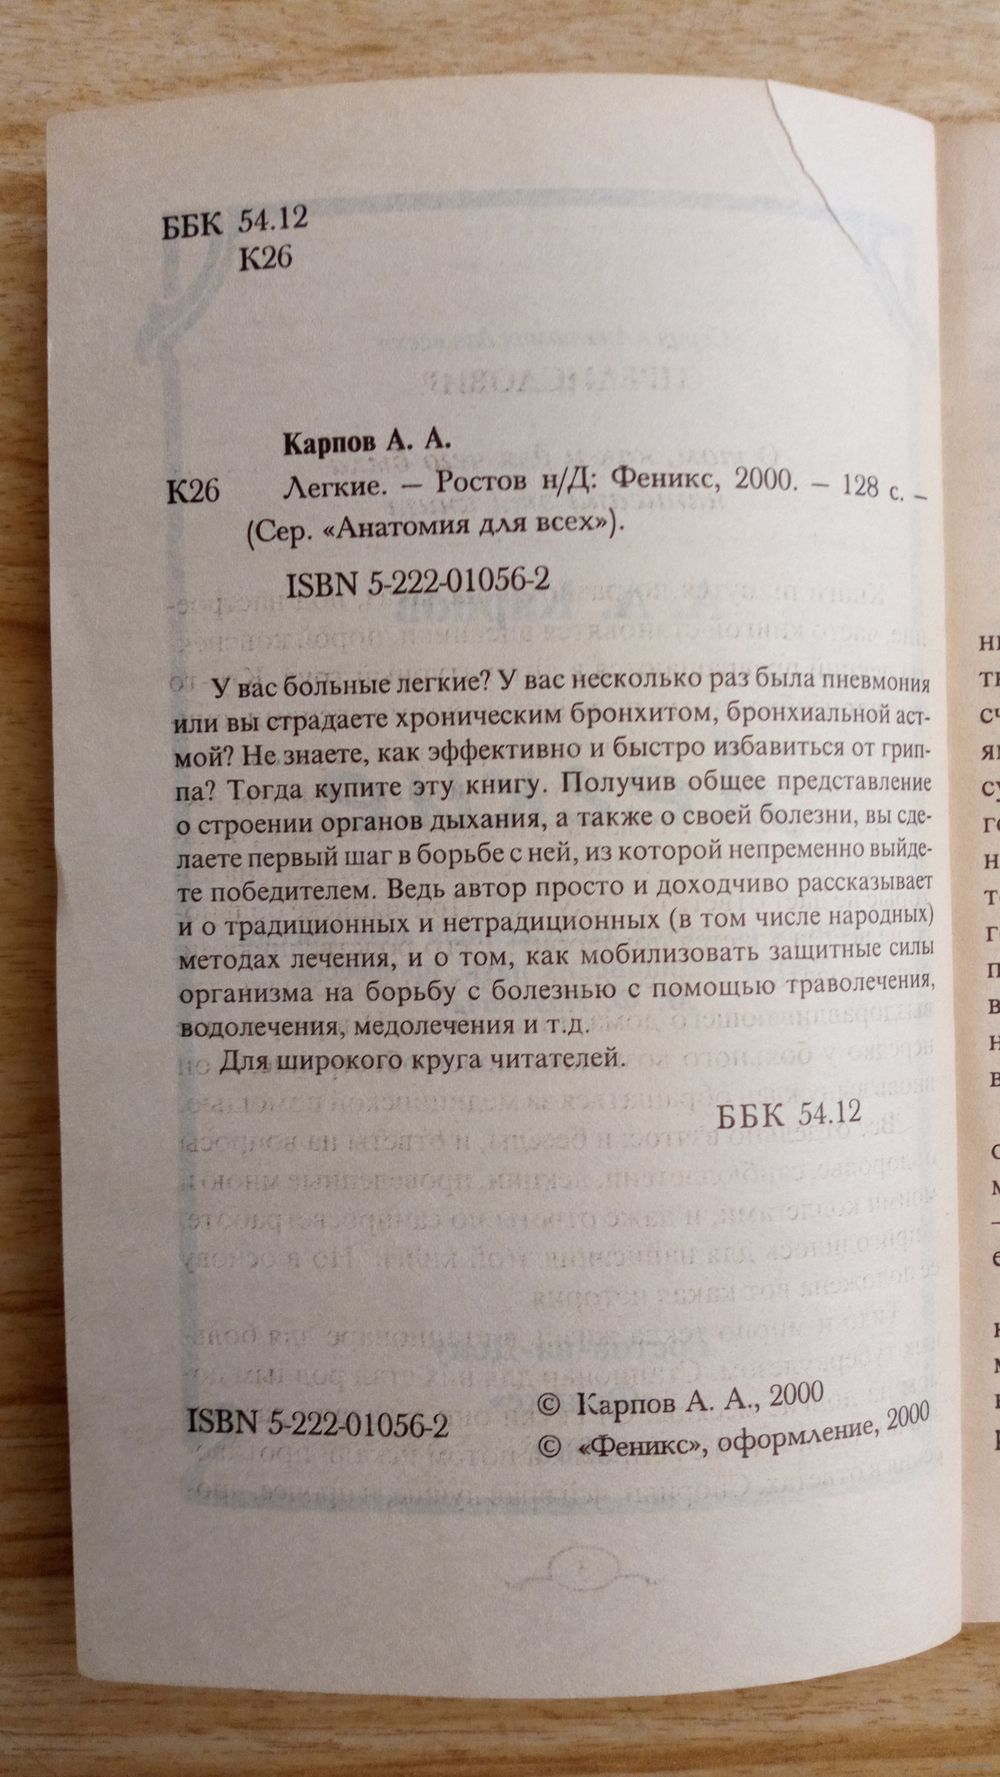 ББК 54.12
К26
Карпов А. А.
К26 Легкие. — Ростов н/Д: Феникс, 2000. — 128 с. —
(Сер. «Анатомия для всех»).
ISBN 5-222-01056-2
У вас больные легкие? У вас несколько раз была пневмония
или вы страдаете хроническим бронхитом, бронхиальной аст-
мой? Не знаете, как эффективно и быстро избавиться от грип-
па? Тогда купите эту книгу. Получив общее представление
о строении органов дыхания, а также о своей болезни, вы сде-
лаете первый шаг в борьбе с ней, из которой непременно выйде-
те победителем. Ведь автор просто и доходчиво рассказывает
и о традиционных и нетрадиционных (в том числе народных)
методах лечения, и о том, как мобилизовать защитные силы
организма на борьбу с болезнью с помощью траволечения,
водолечения, медолечения и т.д.
Для широкого круга читателей.
ББК 54.12
ISBN 5-222-01056-2
© Карпов А. А., 2000
© «Феникс», оформление, 2000